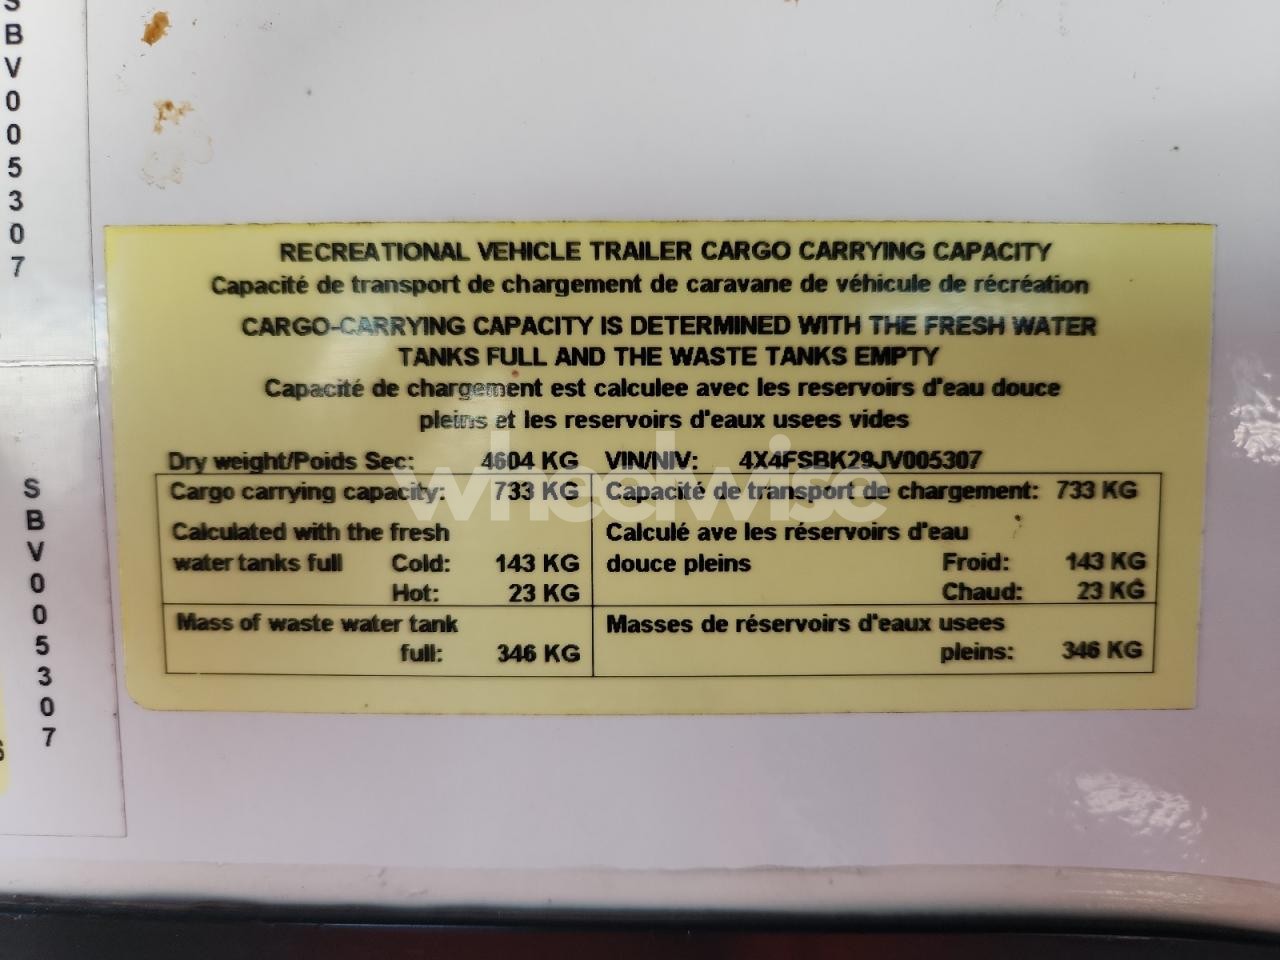 S
B
V
0
0
5
3
0
7
RECREATIONAL VEHICLE TRAILER CARGO CARRYING CAPACITY
Capacité de transport de chargement de caravane de véhicule de récréation
CARGO-CARRYING CAPACITY IS DETERMINED WITH THE FRESH WATER
TANKS FULL AND THE WASTE TANKS EMPTY
Capacité de chargement est calculee avec les reservoirs d'eau douce
pleins et les reservoirs d'eaux usees vides
Dry weight/Poids Sec: 4604 KG VIN/NIV: 4X4FSBK29JV005307
Cargo carrying capacity: 733 KG Capacité de transport de chargement: 733 KG
Calculated with the fresh Calculé ave les réservoirs d'eau
water tanks full Cold: 143 KG douce pleins Froid: 143 KG
Hot: 23 KG Chaud: 23 KG
Mass of waste water tank Masses de réservoirs d'eaux usees
full: 346 KG pleins: 346 KG
wheelwise
S
B
V
0
0
5
3
0
7